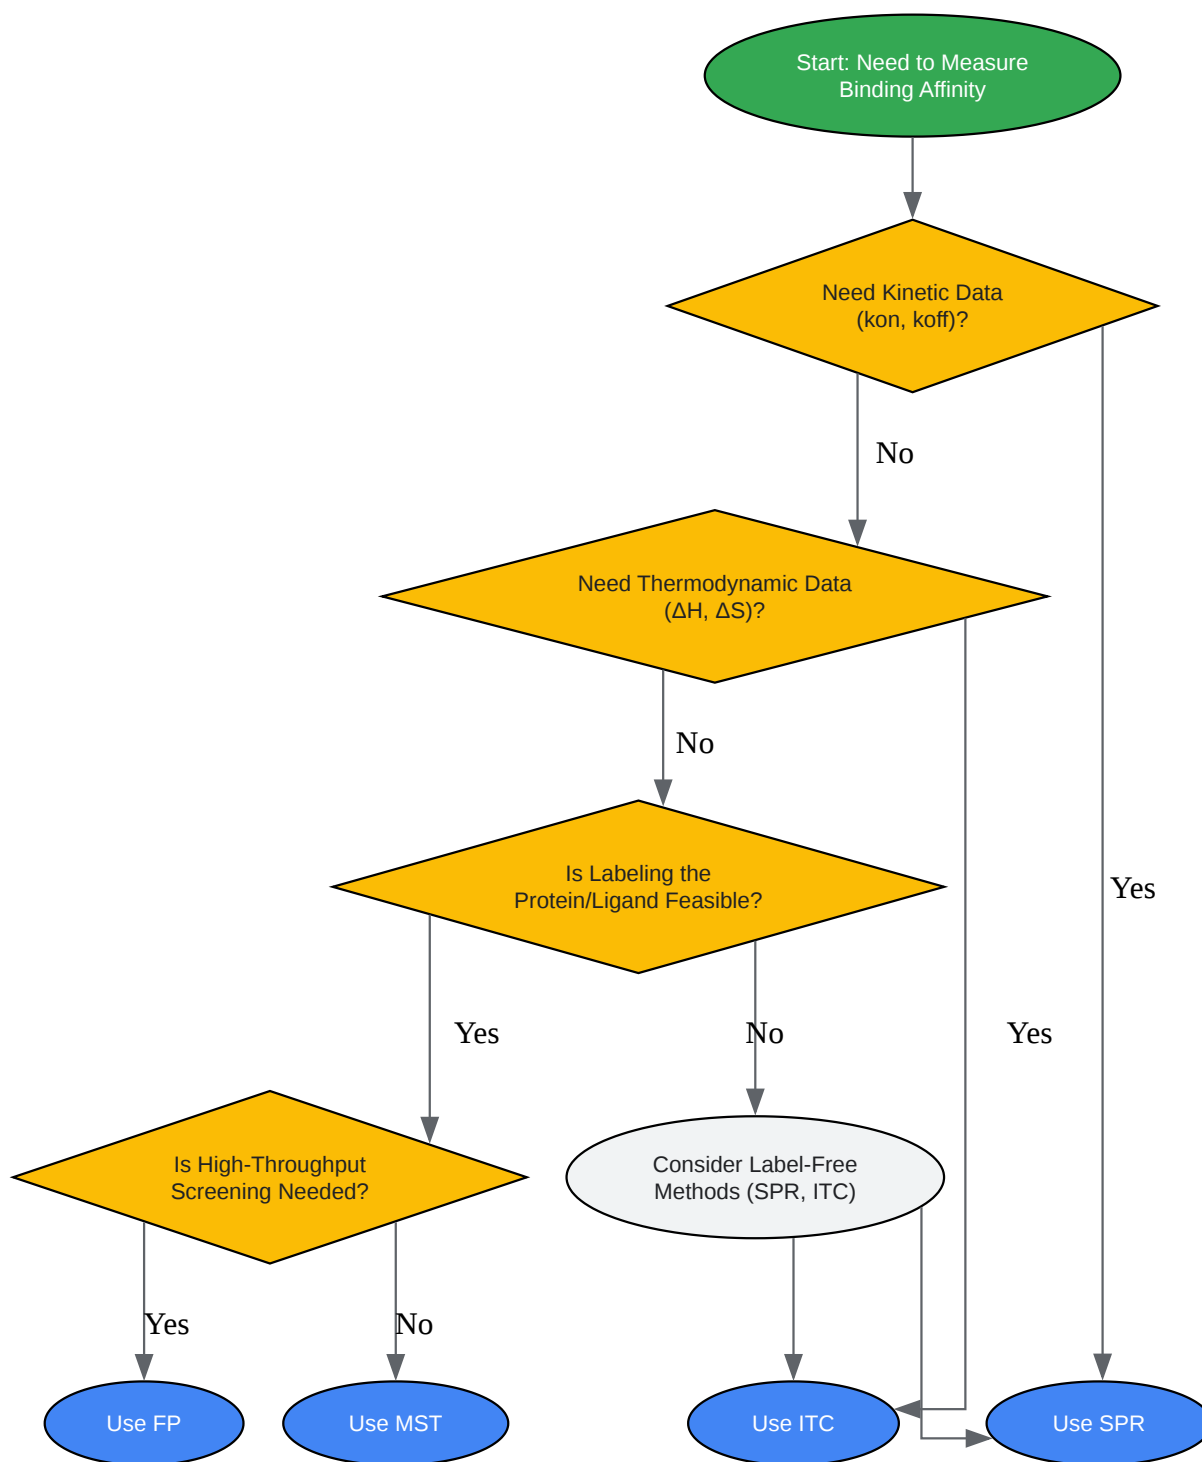 Start: Need to Measure
Binding Affinity
Need Kinetic Data
(kon, koff)?
No
Need Thermodynamic Data
(ΔH, ΔS)?
No
Is Labeling the
Protein/Ligand Feasible?
Yes
Yes
No
Yes
Is High-Throughput
Screening Needed?
Consider Label-Free
Methods (SPR, ITC)
Yes
No
Use FP
Use MST
Use ITC
Use SPR